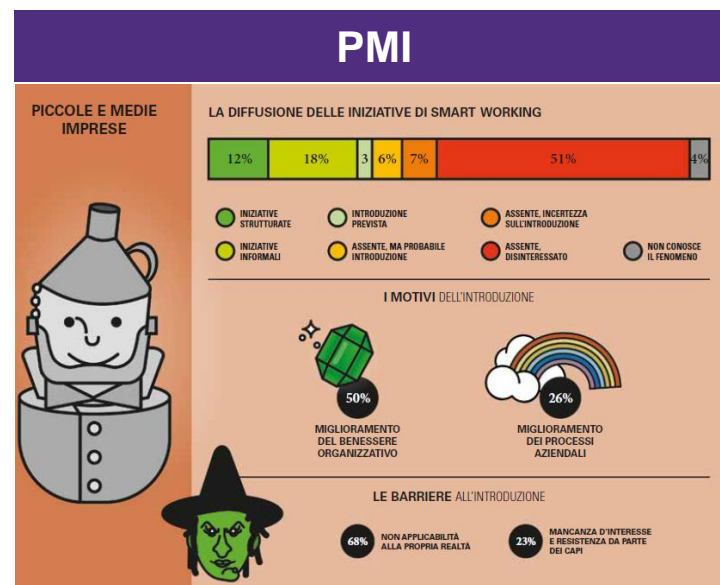 PMI
PICCOLE E MEDIE
IMPRESE
LA DIFFUSIONE DELLE INIZIATIVE DI SMART WORKING
12% 18% 3 6% 7% 51% 4%
INIZIATIVE
STRUTTURATE
INTRODUZIONE
PREVISTA
ASSENTE, INCERTEZZA
SULL'INTRODUZIONE
INIZIATIVE
INFORMALI
ASSENTE, MA PROBABILE
INTRODUZIONE
ASSENTE,
DISINTERESSATO
NON CONOSCE
IL FENOMENO
I MOTIVI DELL'INTRODUZIONE
50%
MIGLIORAMENTO
DEL BENESSERE
ORGANIZZATIVO
26%
MIGLIORAMENTO
DEI PROCESSI
AZIENDALI
LE BARRIERE ALL'INTRODUZIONE
68%
NON APPLICABILITÀ
ALLA PROPRIA REALTÀ
23%
MANCANZA D'INTERESSE
E RESISTENZA DA PARTE
DEI CAPI